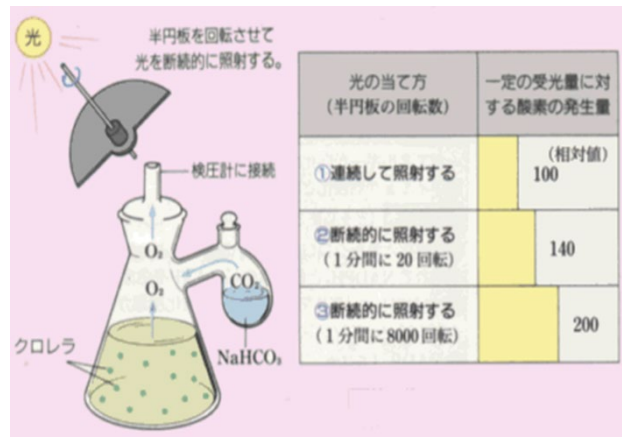 光
半円板を回転させて
光を断続的に照射する。
検圧計に接続
O₂
O₂
CO₂
クロレラ
NaHCO₃
光の当て方
(半円板の回転数)
一定の受光量に対
する酸素の発生量
①連続して照射する
(相対値)
100
②断続的に照射する
(1分間に20回転)
140
③断続的に照射する
(1分間に8000回転)
200